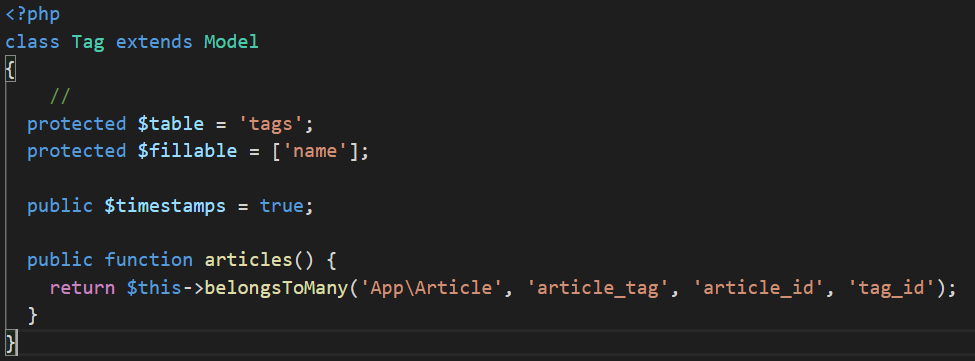 <?php
class Tag extends Model
{
    //
  protected $table = 'tags';
  protected $fillable = ['name'];

  public $timestamps = true;

  public function articles() {
    return $this->belongsToMany('App\Article', 'article_tag', 'article_id', 'tag_id');
  }
}